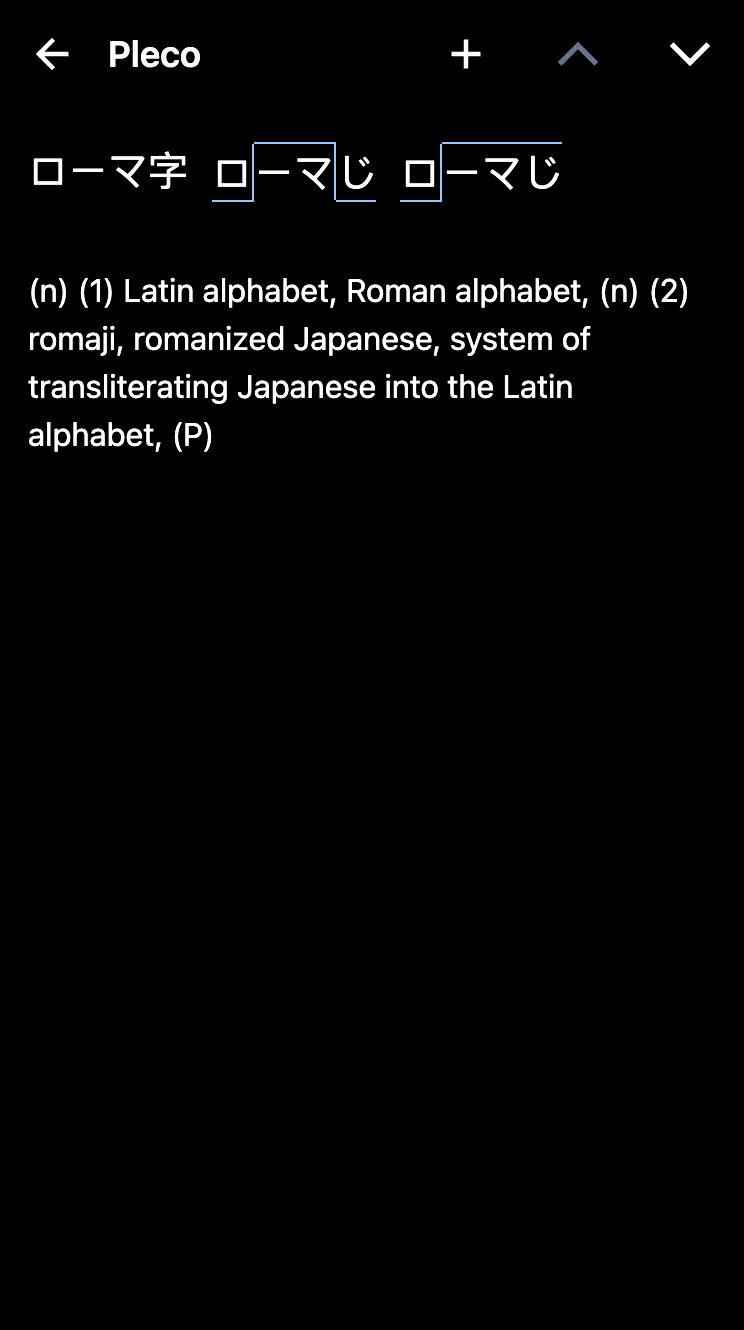 Pleco
ローマ字 ローマじ ローマじ
(n) (1) Latin alphabet, Roman alphabet, (n) (2)
romaji, romanized Japanese, system of
transliterating Japanese into the Latin
alphabet, (P)